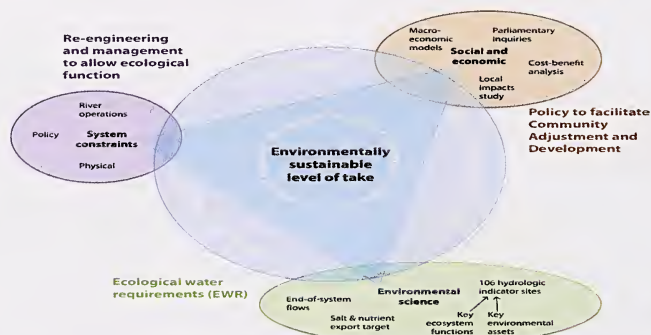 Re-engineering
and management
to allow ecological
function
River
operations
Policy
System
constraints
Physical
Macro-
economic
models
Parliamentary
inquiries
Social and
economic
Cost-benefit
analysis
Local
impacts
study
Policy to facilitate
Community
Adjustment and
Development
Environmentally
sustainable
level of take
Ecological water
requirements (EWR)
Environmental
science
106 hydrologic
indicator sites
End-of-system
flows
Salt & nutrient
export target
Key
ecosystem
functions
Key
environmental
assets